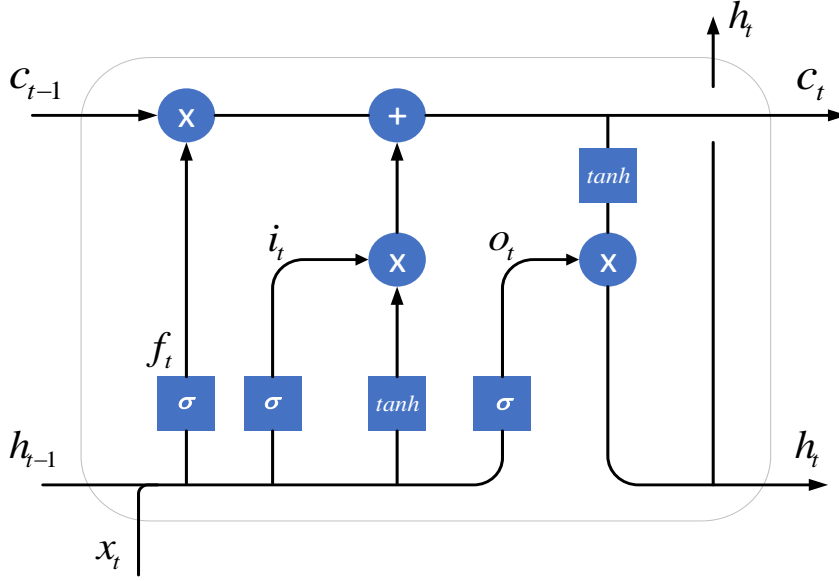 h_t
c_{t-1}
c_t
x
+
tanh
i_t
o_t
x
x
f_t
σ
σ
tanh
σ
h_{t-1}
h_t
x_t